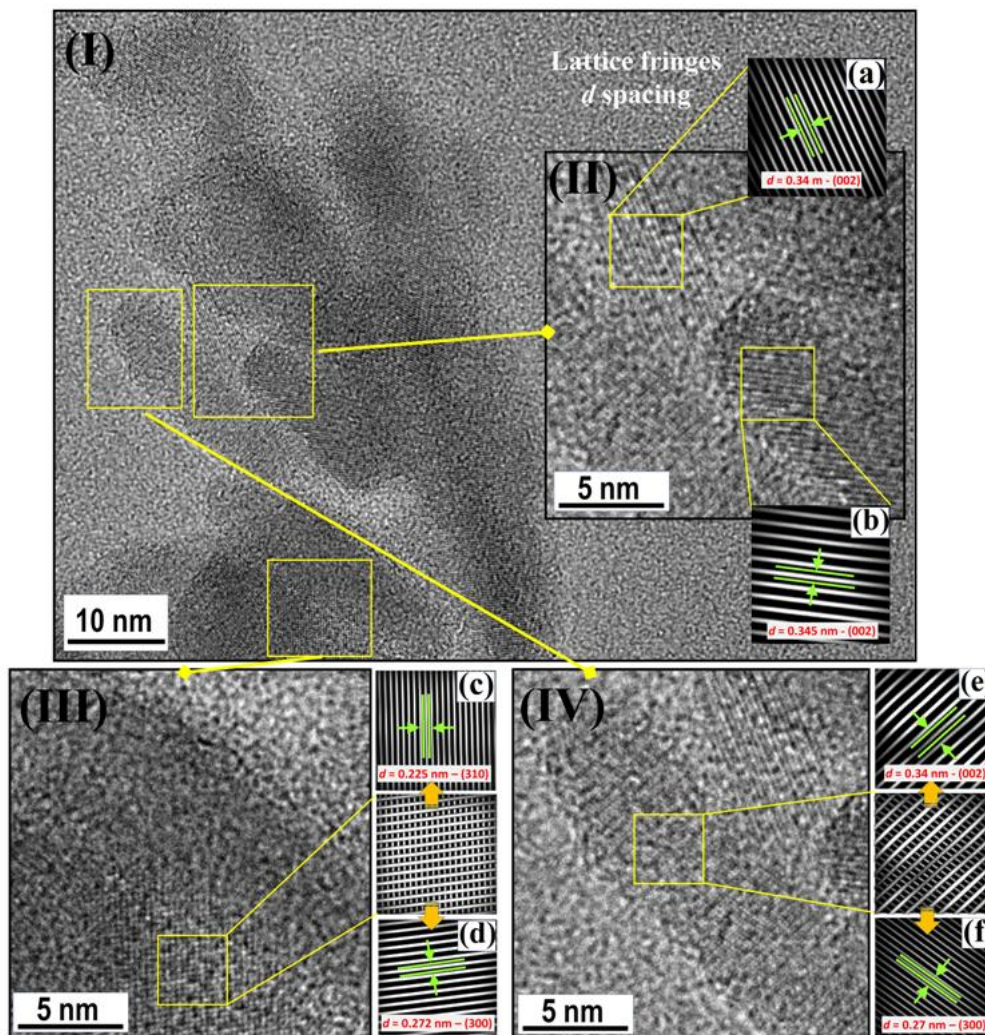 (I)
Lattice fringes
d spacing
(a)
d = 0.34 m - (002)
(II)
5 nm
(b)
d = 0.345 nm - (002)
10 nm
(III)
(c)
d = 0.225 nm – (310)
(d)
d = 0.272 nm – (300)
5 nm
(IV)
(e)
d = 0.34 nm - (002)
(f)
d = 0.27 nm – (300)
5 nm